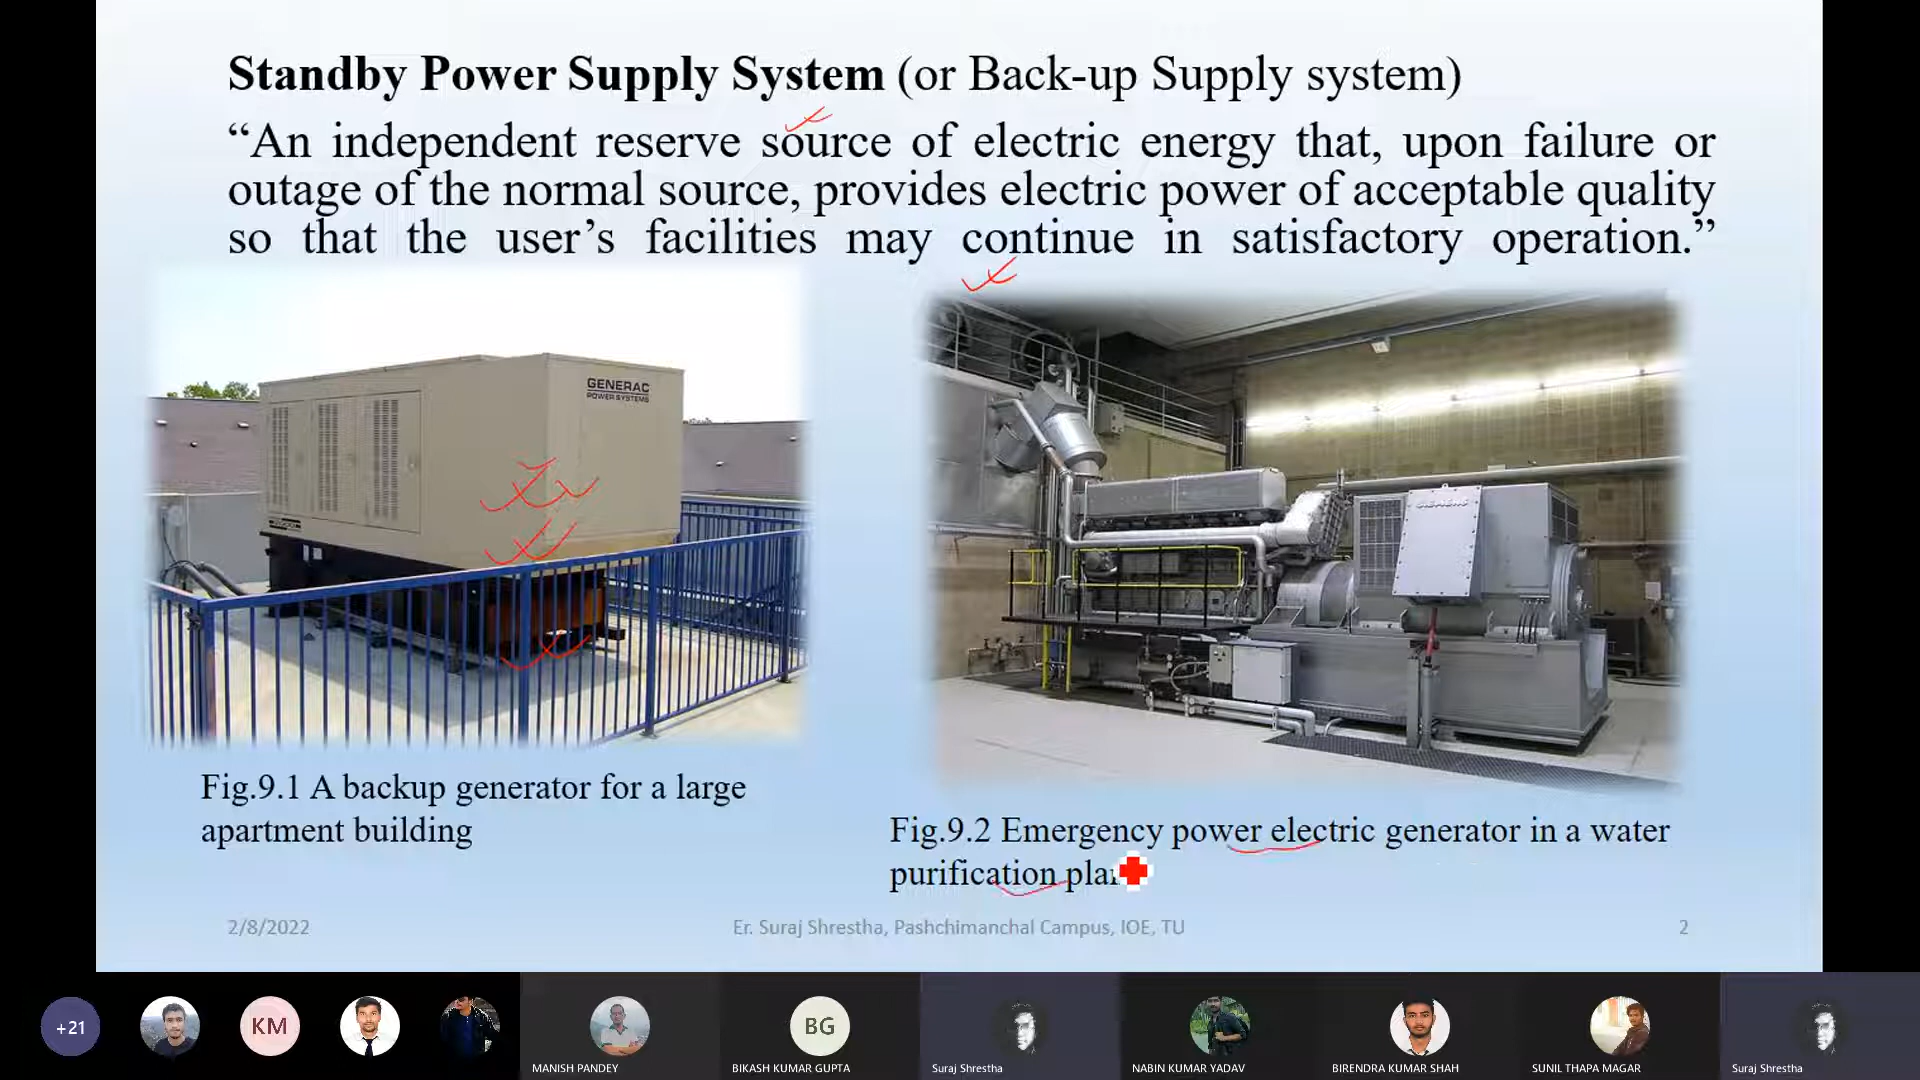 Standby Power Supply System (or Back-up Supply system)
“An independent reserve source of electric energy that, upon failure or
outage of the normal source, provides electric power of acceptable quality
so that the user’s facilities may continue in satisfactory operation.”
GENERAC
POWER SYSTEMS
SIEMENS
Fig.9.1 A backup generator for a large
apartment building
Fig.9.2 Emergency power electric generator in a water
purification
2/8/2022
Er. Suraj Shrestha, Pashchimanchal Campus, IOE, TU
2
+21
KM
MANISH PANDEY
BG
BIKASH KUMAR GUPTA
Suraj Shrestha
NABIN KUMAR YADAV
BIRENDRA KUMAR SHAH
SUNIL THAPA MAGAR
Suraj Shrestha